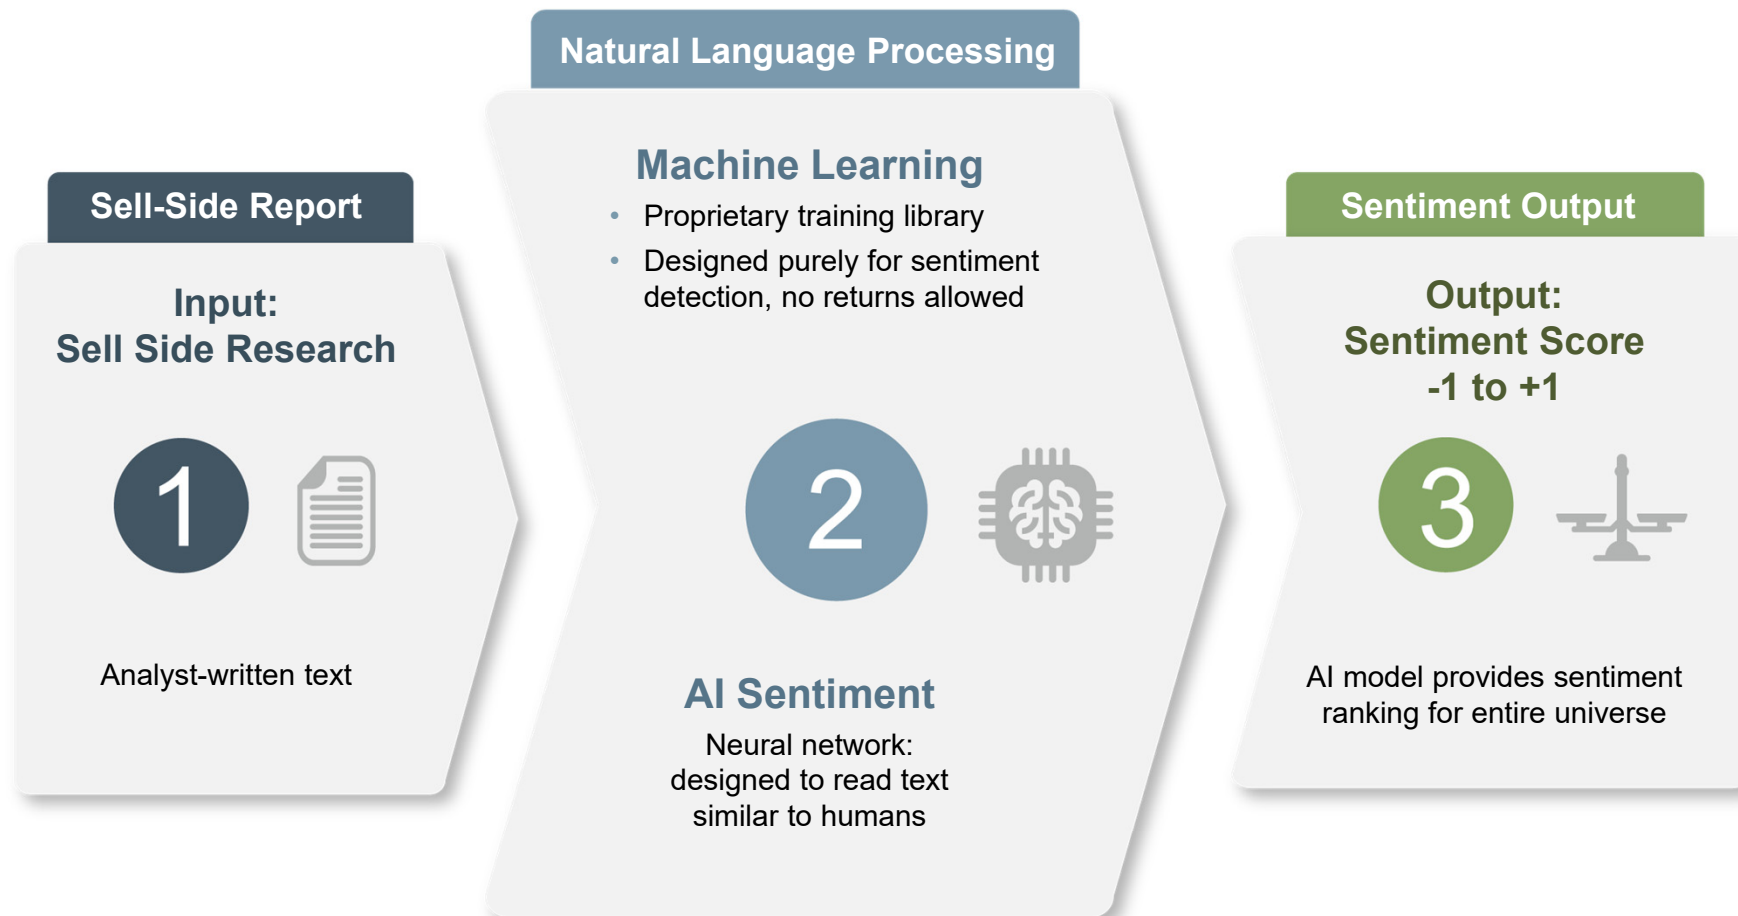 Sell-Side Report
Input:
Sell Side Research
1
Analyst-written text
Natural Language Processing
Machine Learning
• Proprietary training library
• Designed purely for sentiment
detection, no returns allowed
2
AI Sentiment
Neural network:
designed to read text
similar to humans
Sentiment Output
Output:
Sentiment Score
-1 to +1
3
AI model provides sentiment
ranking for entire universe